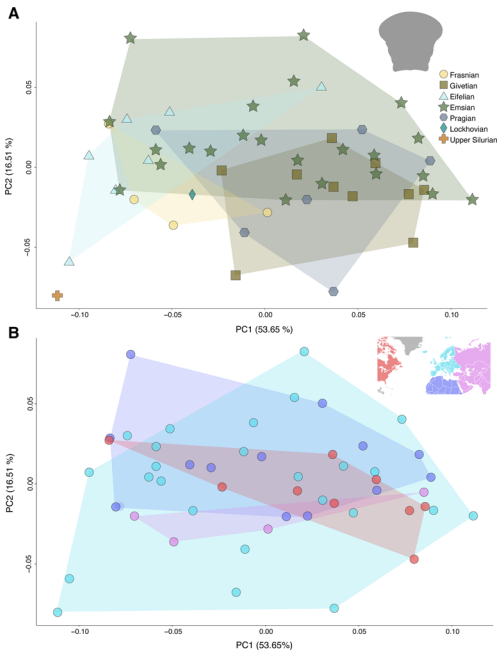 A
Frasnian
Givetian
Eifelian
Emsian
Pragian
Lockhovian
Upper Silurian
0.05
0.00
−0.05
PC2 (16.51 %)
−0.10 −0.05 0.00 0.05 0.10
PC1 (53.65 %)
B
0.05
0.00
−0.05
PC2 (16.51 %)
−0.10 −0.05 0.00 0.05 0.10
PC1 (53.65%)